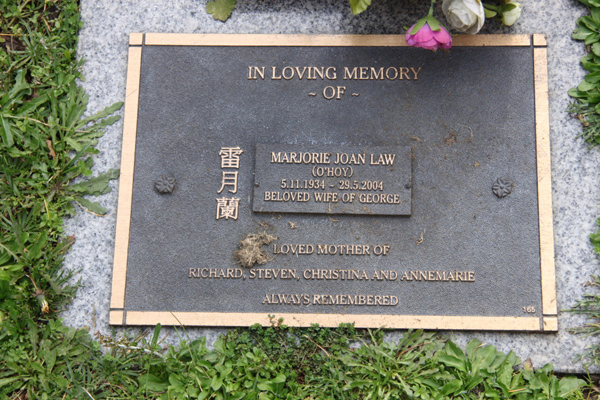 IN LOVING MEMORY
~ OF ~
雷月蘭
MARJORIE JOAN LAW
(O'HOY)
5.11.1934 ~ 29.5.2004
BELOVED WIFE OF GEORGE
LOVED MOTHER OF
RICHARD, STEVEN, CHRISTINA AND ANNEMARIE
ALWAYS REMEMBERED
165